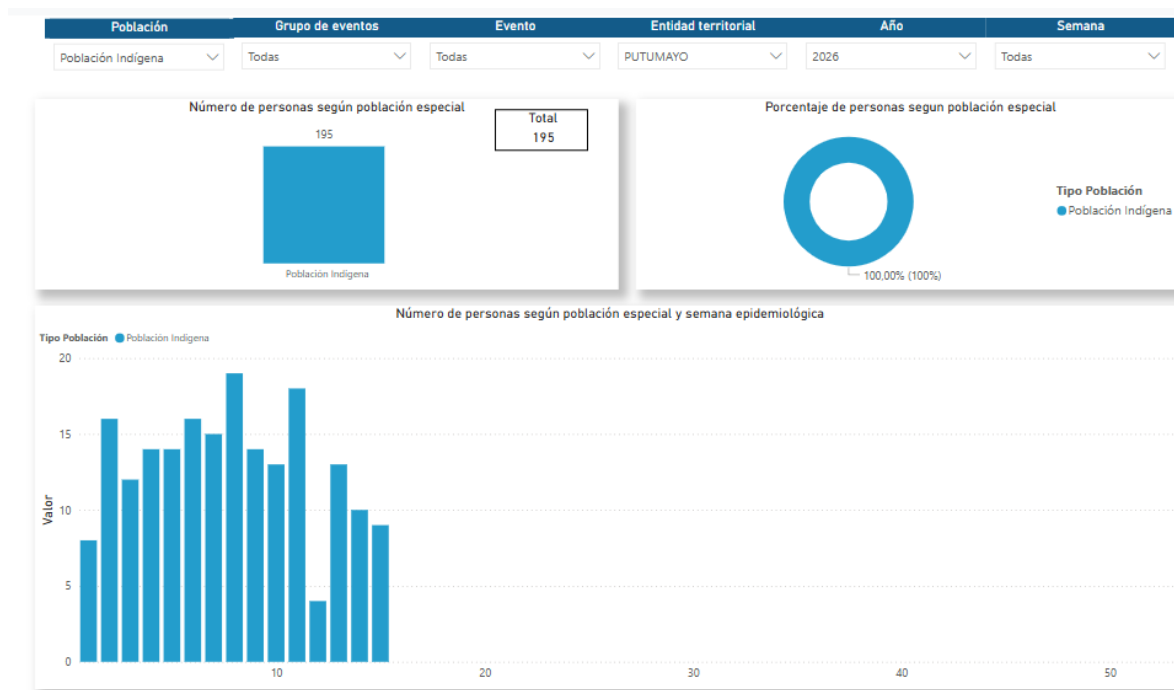 Población Grupo de eventos Evento Entidad territorial Año Semana
Población Indígena Todas Todas PUTUMAYO 2026 Todas
Número de personas según población especial
Total
195
195
Población Indígena
Porcentaje de personas segun población especial
Tipo Población
Población Indígena
100,00% (100%)
Número de personas según población especial y semana epidemiológica
Tipo Población Población Indígena
20
15
10
5
0
Valor
10 20 30 40 50